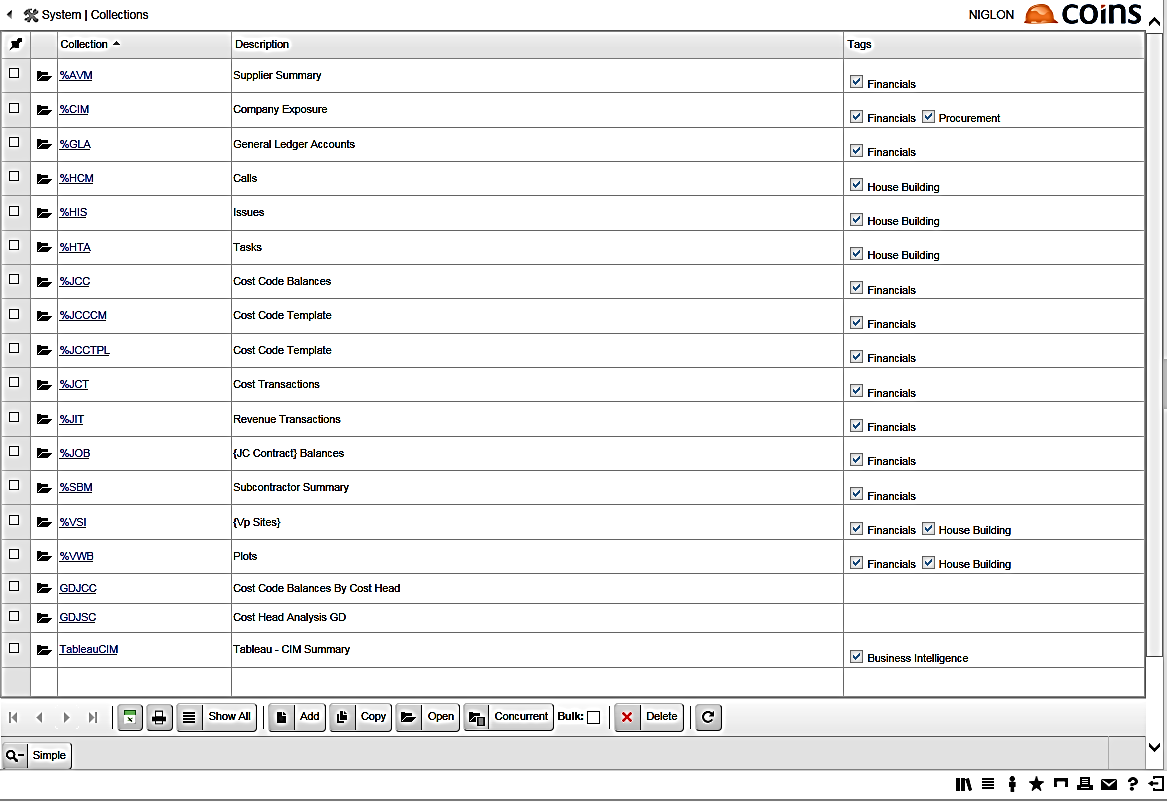 System | Collections NIGLON coins
Collection Description Tags
%AVM Supplier Summary Financials
%CIM Company Exposure Financials Procurement
%GLA General Ledger Accounts Financials
%HCM Calls House Building
%HIS Issues House Building
%HTA Tasks House Building
%JCC Cost Code Balances Financials
%JCCCM Cost Code Template Financials
%JCCTPL Cost Code Template Financials
%JCT Cost Transactions Financials
%JIT Revenue Transactions Financials
%JOB {JC Contract} Balances Financials
%SBM Subcontractor Summary Financials
%VSI {Vp Sites} Financials House Building
%VWB Plots Financials House Building
GDJCC Cost Code Balances By Cost Head
GDJSC Cost Head Analysis GD
TableauCIM Tableau - CIM Summary Business Intelligence
Show All Add Copy Open Concurrent Bulk: Delete
Simple